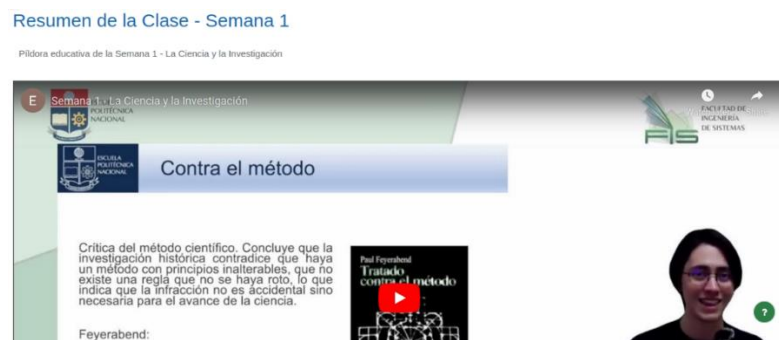 Resumen de la Clase - Semana 1
Píldora educativa de la Semana 1 - La Ciencia y la Investigación
E Semana 1 - La Ciencia y la Investigación
POLITÉCNICA
NACIONAL
FACULTAD DE
INGENIERÍA
DE SISTEMAS
FIS
ESCUELA
POLITÉCNICA
NACIONAL
Contra el método
Crítica del método científico. Concluye que la
investigación histórica contradice que haya
un método con principios inalterables, que no
existe una regla que no se haya roto, lo que
indica que la infracción no es accidental sino
necesaria para el avance de la ciencia.
Feyerabend:
Paul Feyerabend
Tratado
contra el método
?